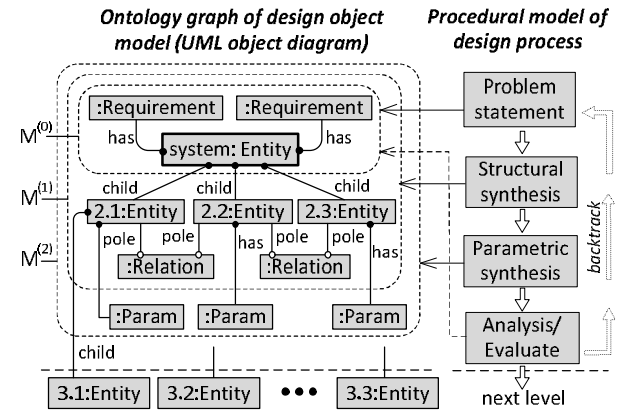 Ontology graph of design object
model (UML object diagram)
Procedural model of
design process
:Requirement
:Requirement
M(0)
has
has
system: Entity
M(1)
child
child
child
2.1:Entity
2.2:Entity
2.3:Entity
M(2)
pole
pole
has
pole
pole
has
:Relation
:Relation
:Param
:Param
:Param
child
3.1:Entity
3.2:Entity
•••
3.3:Entity
Problem
statement
Structural
synthesis
Parametric
synthesis
Analysis/
Evaluate
backtrack
next level